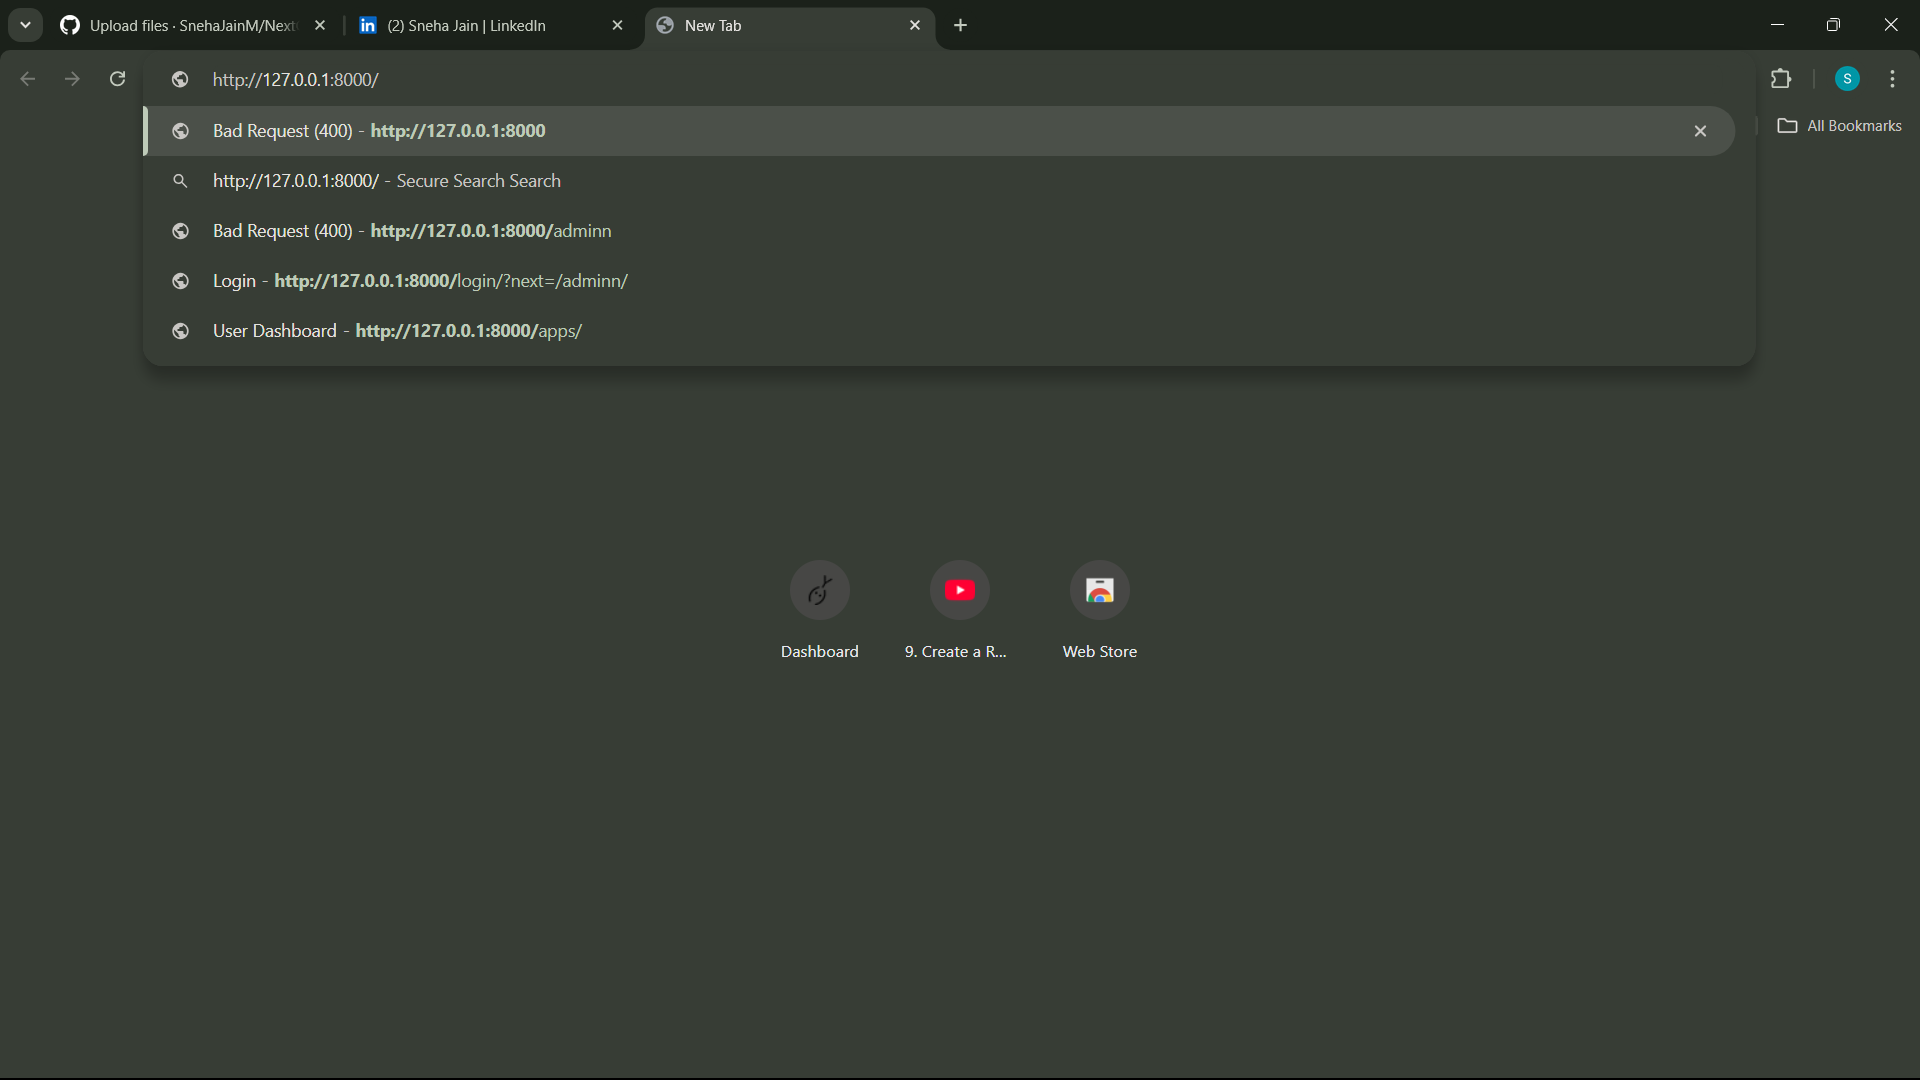 Upload files · SnehaJainM/Next
(2) Sneha Jain | LinkedIn
New Tab
http://127.0.0.1:8000/
S
Bad Request (400) - http://127.0.0.1:8000
All Bookmarks
http://127.0.0.1:8000/ - Secure Search Search
Bad Request (400) - http://127.0.0.1:8000/adminn
Login - http://127.0.0.1:8000/login/?next=/adminn/
User Dashboard - http://127.0.0.1:8000/apps/
Dashboard
9. Create a R...
Web Store